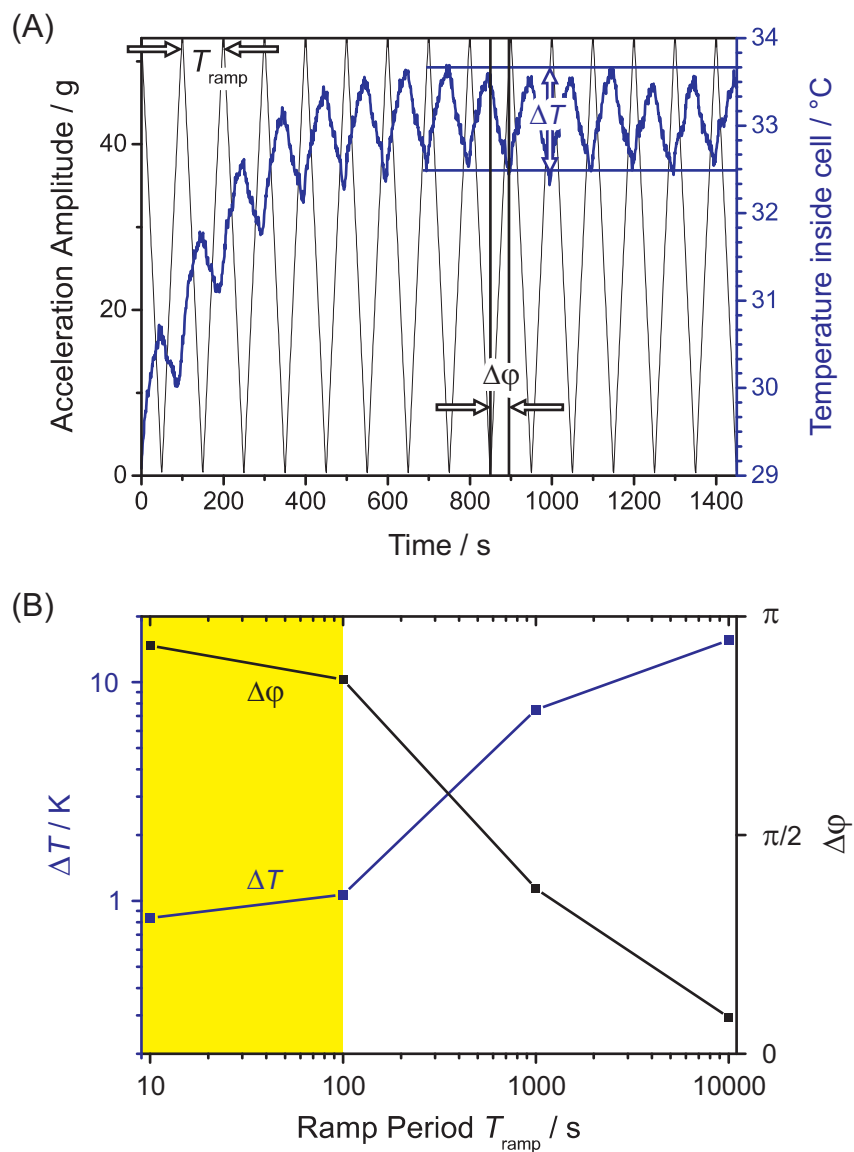 (A)
T_ramp
Acceleration Amplitude / g
0
20
40
ΔT
Δφ
29
30
31
32
33
34
Temperature inside cell / °C
0 200 400 600 800 1000 1200 1400
Time / s
(B)
ΔT / K
10
1
Δφ
ΔT
π
π/2
0
Δφ
10 100 1000 10000
Ramp Period T_ramp / s